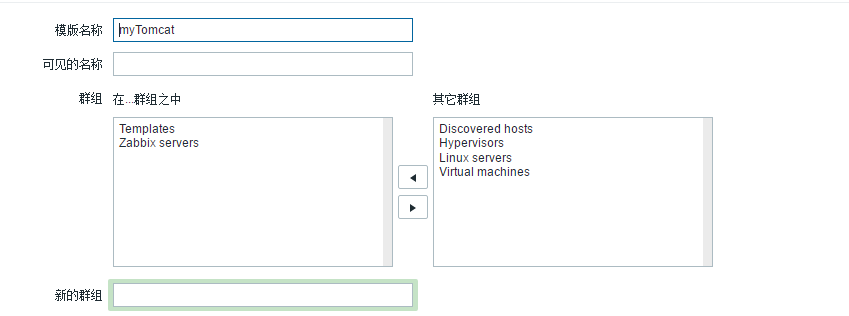 模版名称 myTomcat
可见的名称
群组 在...群组之中 其它群组
Templates
Zabbix servers
Discovered hosts
Hypervisors
Linux servers
Virtual machines
新的群组